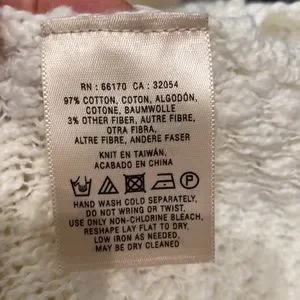 RN : 66170 CA : 32054
97% COTTON, COTON, ALGODÓN,
COTONE, BAUMWOLLE
3% OTHER FIBER, AUTRE FIBER,
OTRA FIBRA,
ALTRE FIBRE, ANDERE FASER
KNIT EN TAIWÁN,
ACABADO EN CHINA
HAND WASH COLD SEPARATELY,
DO NOT WRING OR TWIST,
USE ONLY NON-CHLORINE BLEACH,
RESHAPE LAY FLAT TO DRY,
LOW IRON AS NEEDED,
MAY BE DRY CLEANED